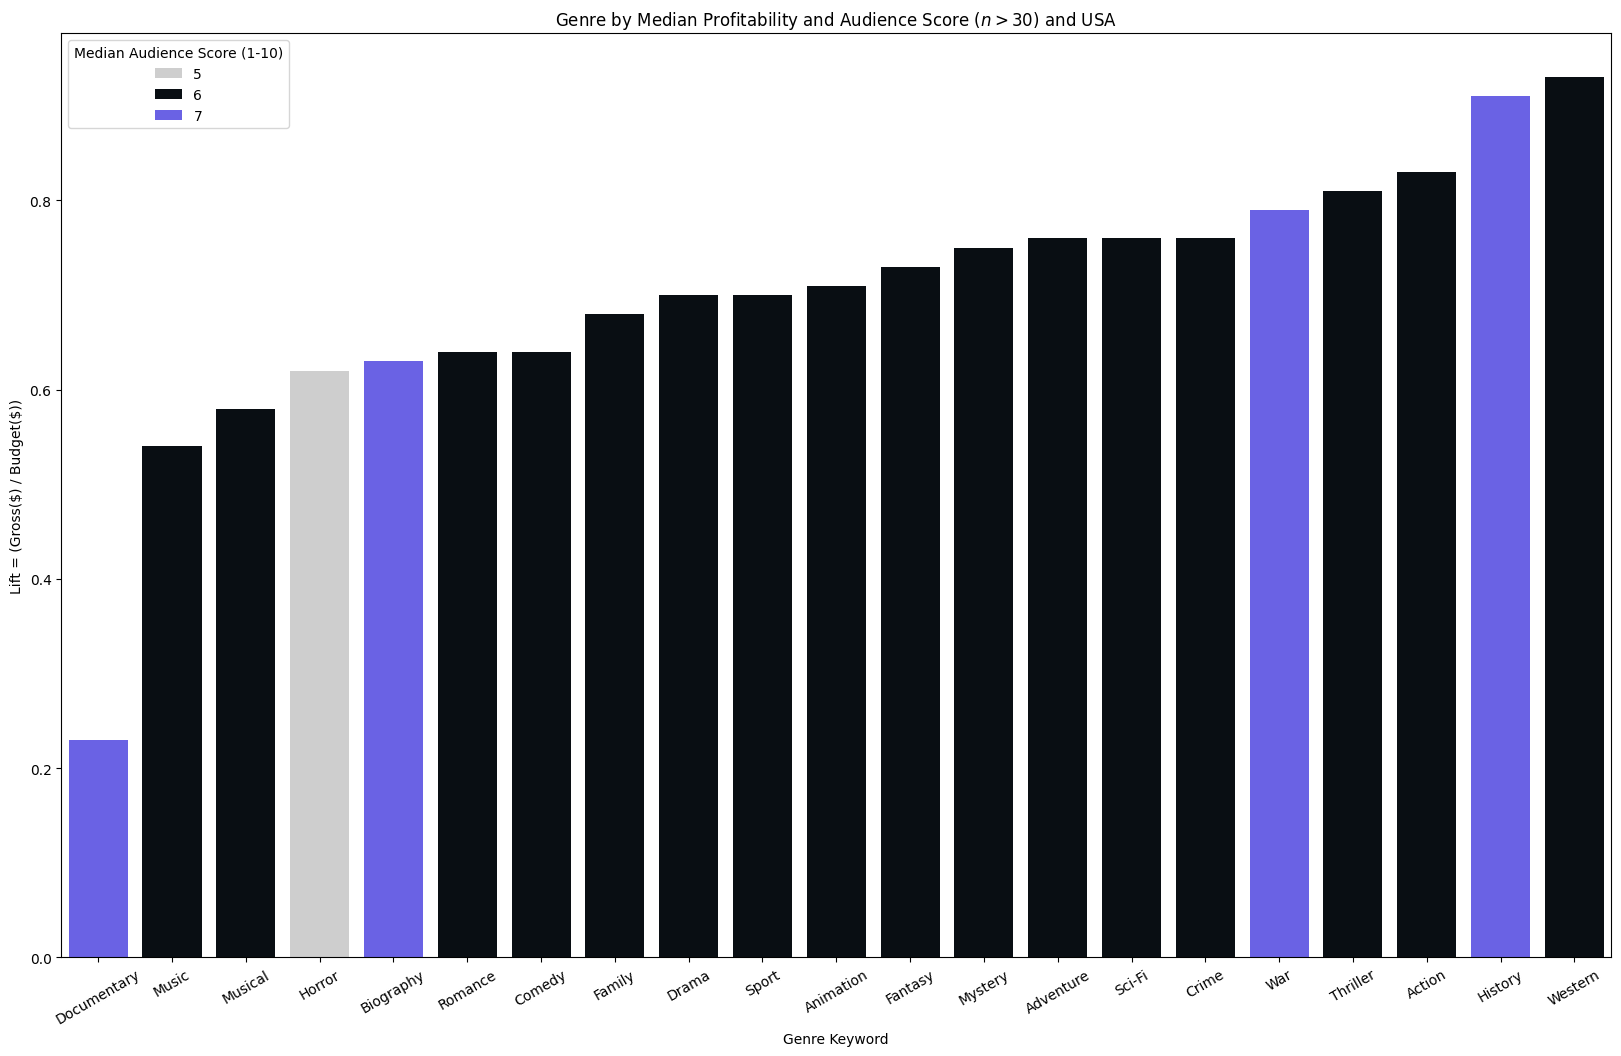 Genre by Median Profitability and Audience Score (n > 30) and USA
Median Audience Score (1-10)
5
6
7
Lift = (Gross($) / Budget($))
0.8
0.6
0.4
0.2
0.0
Documentary
Music
Musical
Horror
Biography
Romance
Comedy
Family
Drama
Sport
Animation
Fantasy
Mystery
Adventure
Sci-Fi
Crime
War
Thriller
Action
History
Western
Genre Keyword